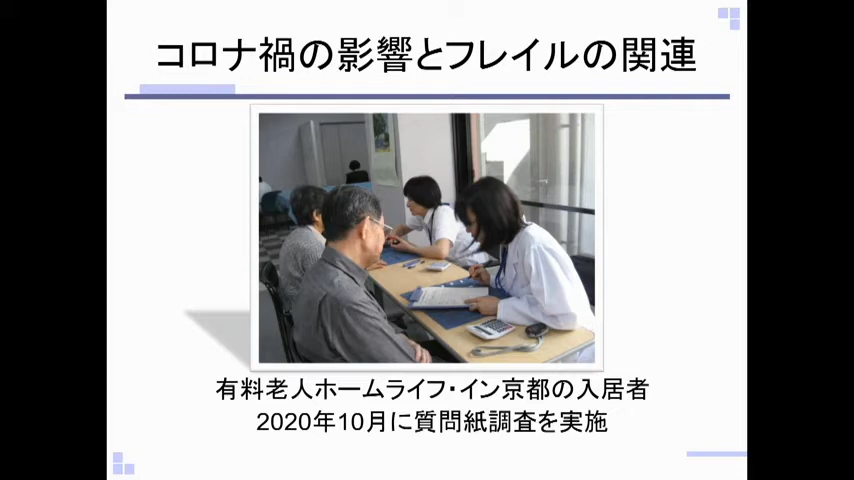 コロナ禍の影響とフレイルの関連
有料老人ホームライフ・イン京都の入居者
2020年10月に質問紙調査を実施